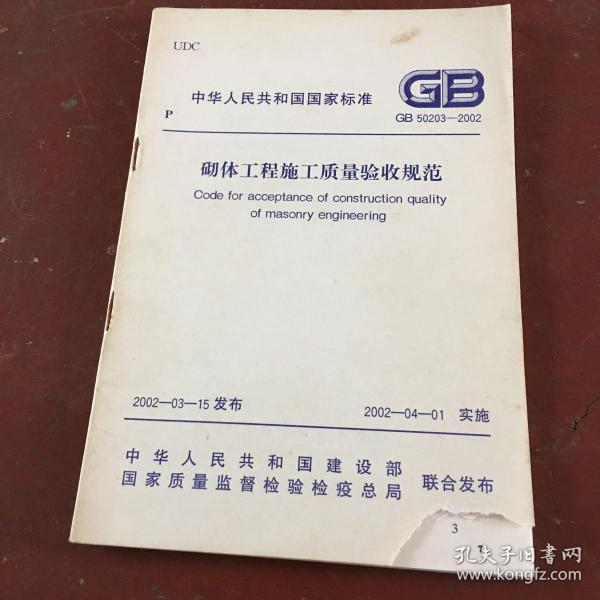 UDC
中华人民共和国国家标准
GB
P
GB 50203—2002
砌体工程施工质量验收规范
Code for acceptance of construction quality
of masonry engineering
2002—03—15 发布
2002—04—01 实施
中华人民共和国建设部
国家质量监督检验检疫总局
联合发布
3
孔夫子旧书网
www.kongfz.com